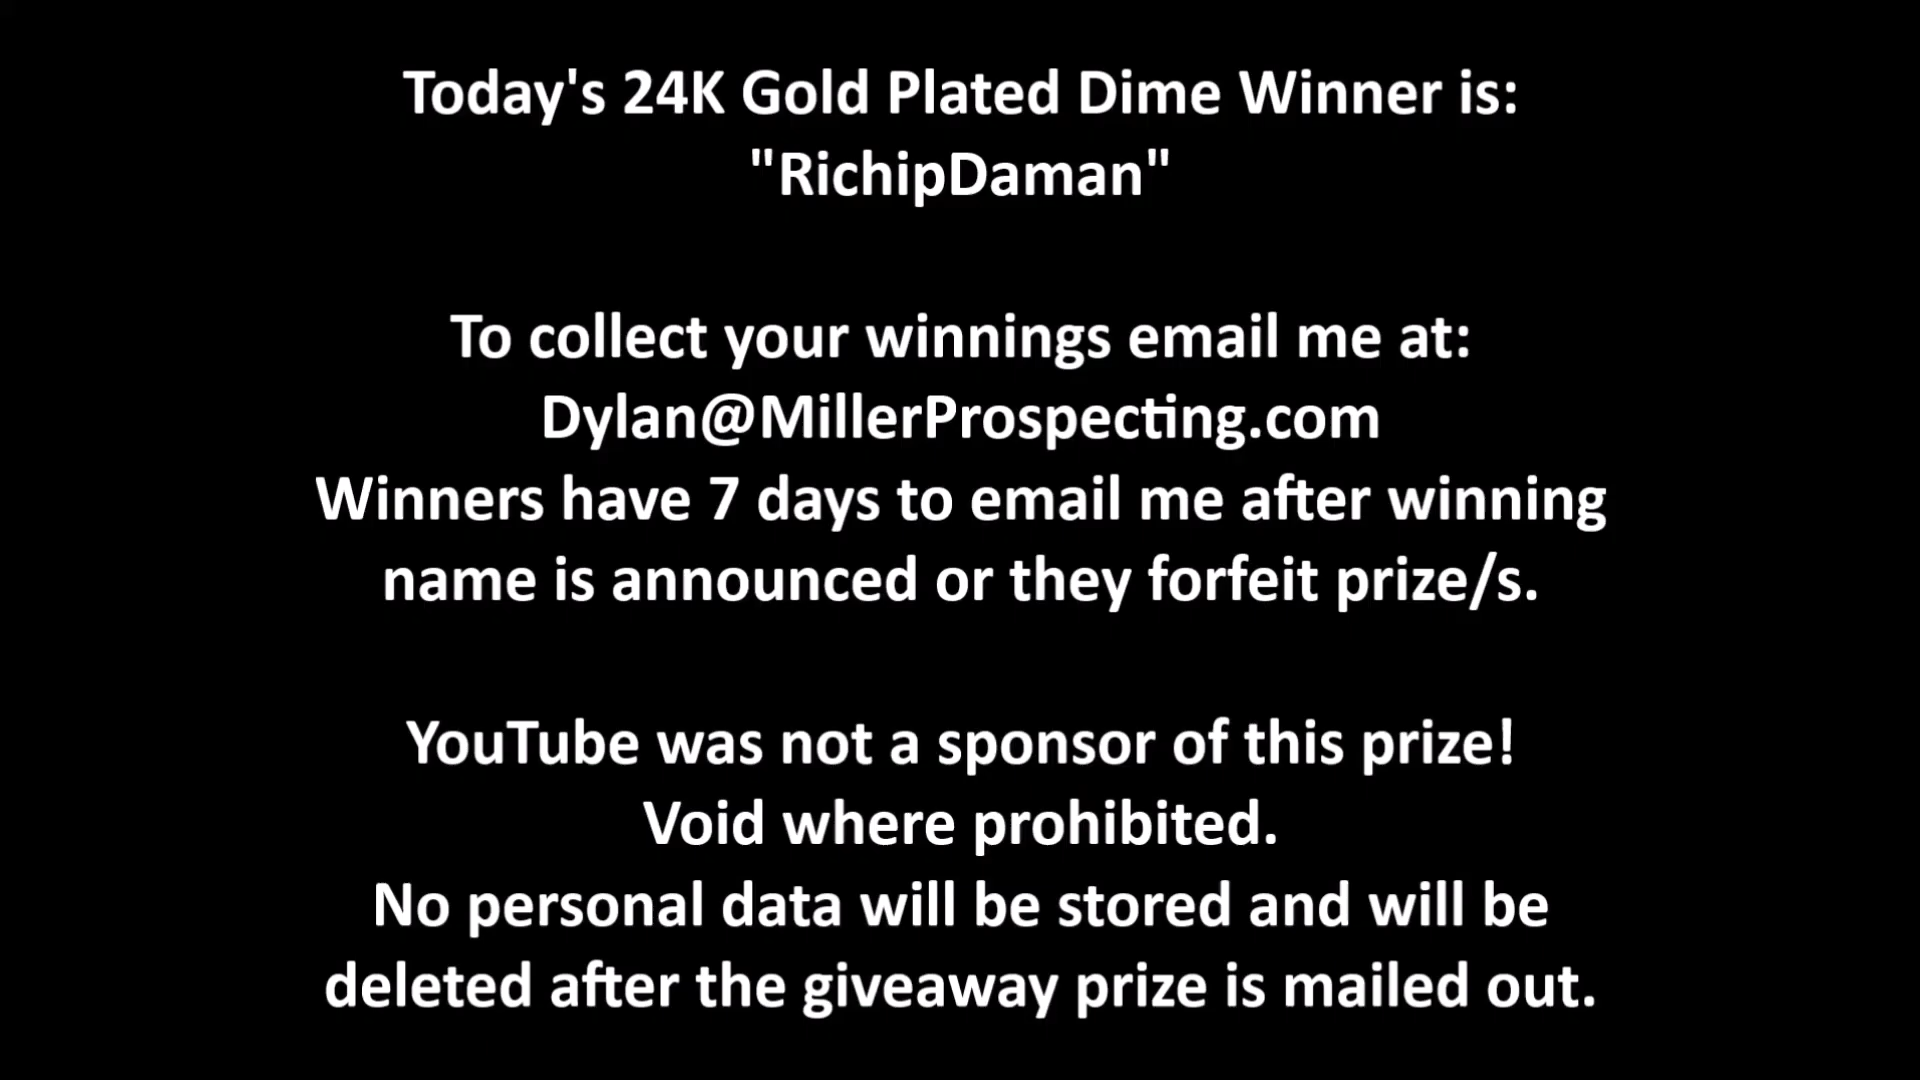 Today's 24K Gold Plated Dime Winner is:
"RichipDaman"
To collect your winnings email me at:
Dylan@MillerProspecting.com
Winners have 7 days to email me after winning
name is announced or they forfeit prize/s.
YouTube was not a sponsor of this prize!
Void where prohibited.
No personal data will be stored and will be
deleted after the giveaway prize is mailed out.